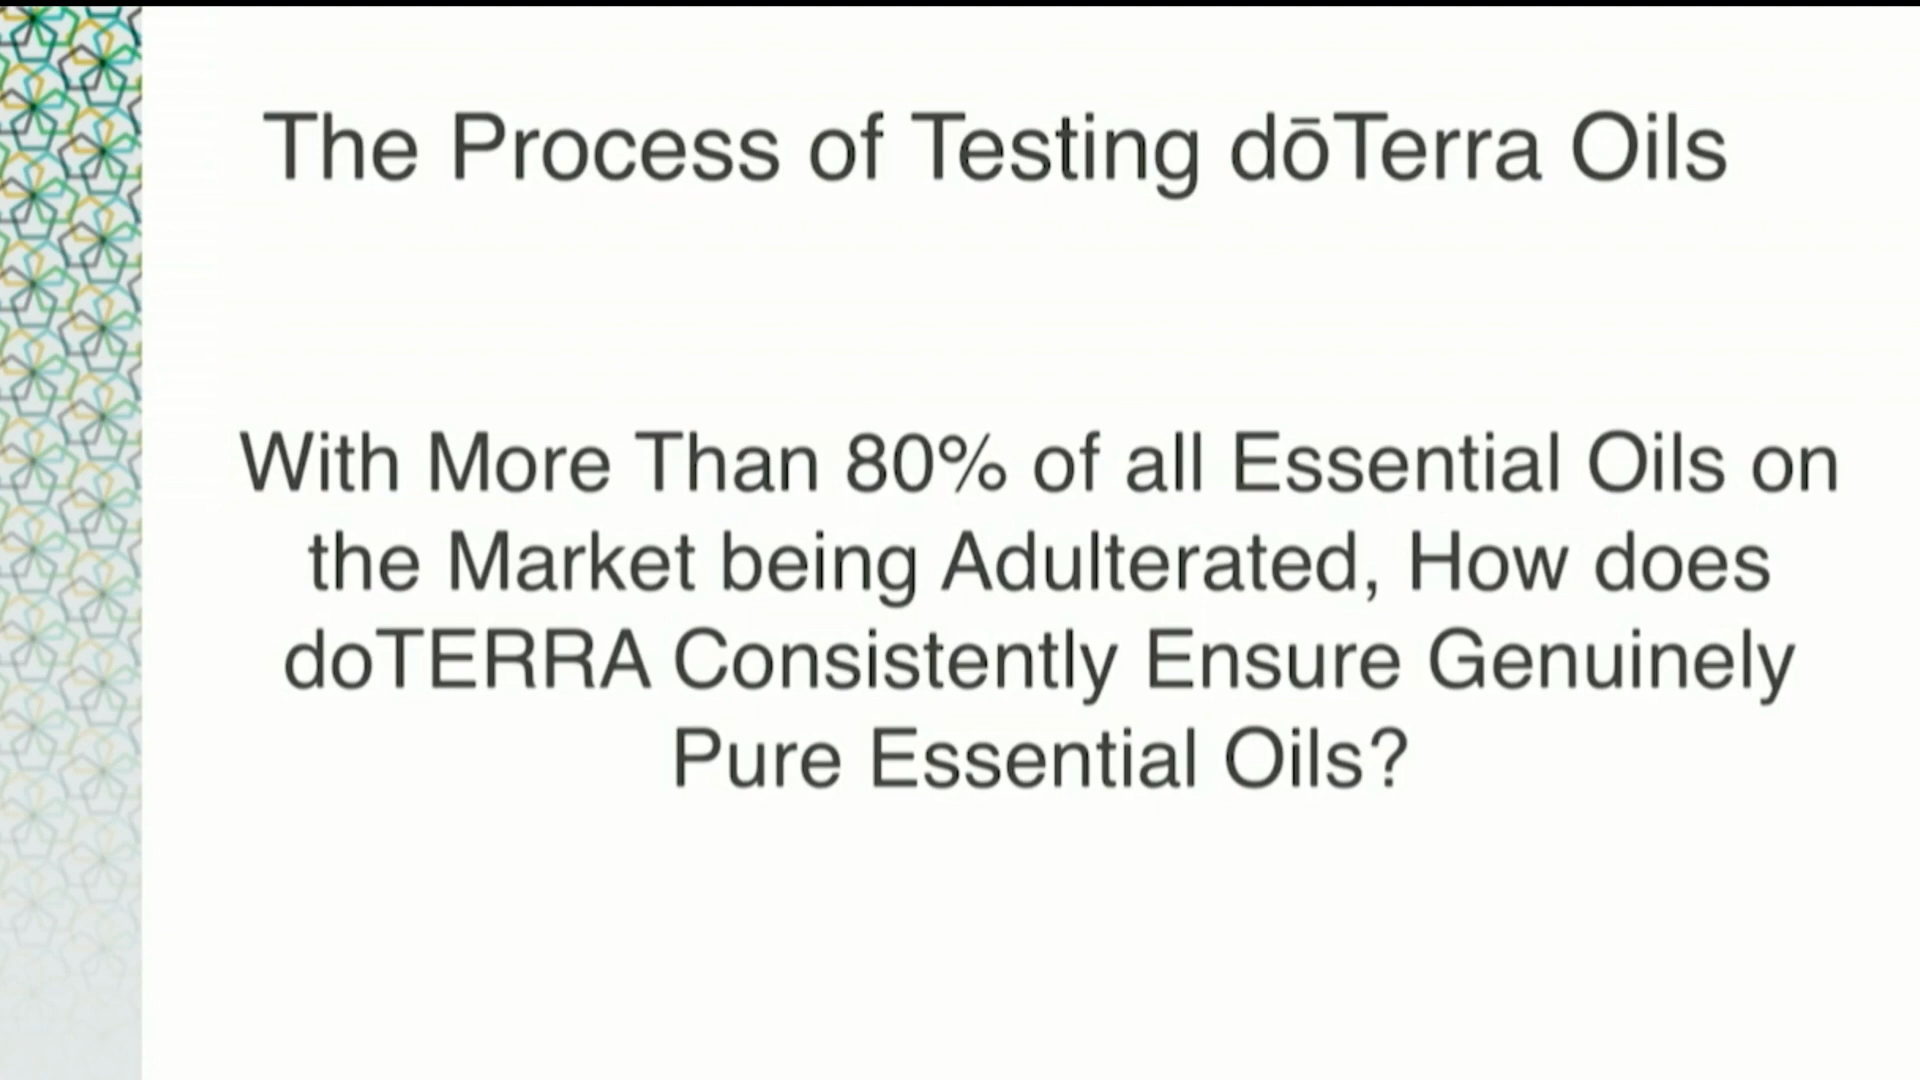 The Process of Testing dōTerra Oils
With More Than 80% of all Essential Oils on
the Market being Adulterated, How does
doTERRA Consistently Ensure Genuinely
Pure Essential Oils?